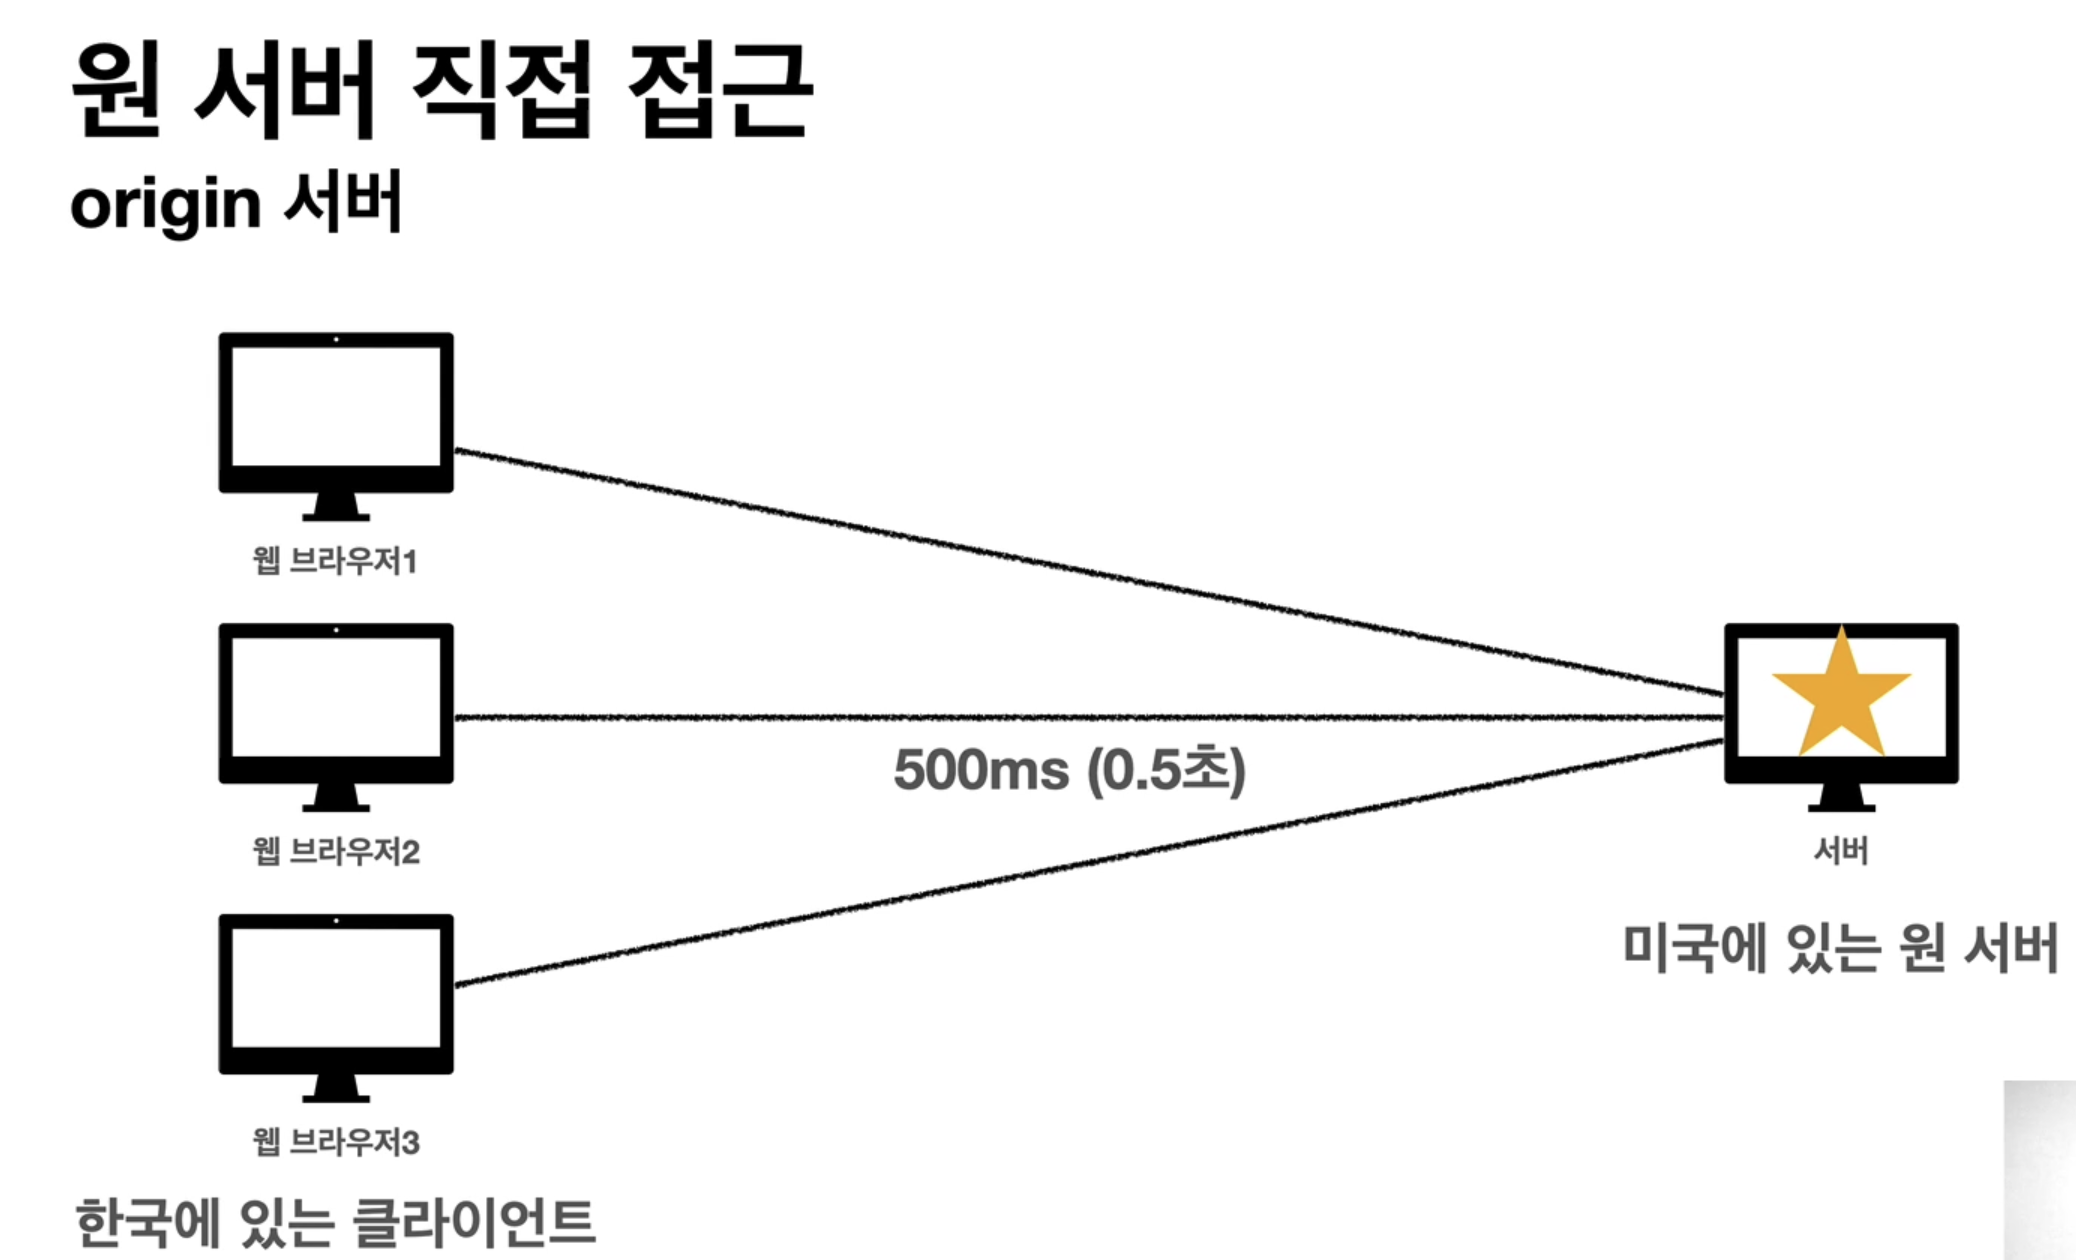 원 서버 직접 접근
origin 서버
웹 브라우저1
웹 브라우저2
500ms (0.5초)
서버
미국에 있는 원 서버
웹 브라우저3
한국에 있는 클라이언트